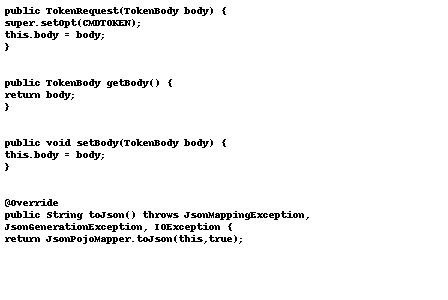 public TokenRequest(TokenBody body) {
super.setOpt(CMDTOKEN);
this.body = body;
}
public TokenBody getBody() {
return body;
}
public void setBody(TokenBody body) {
this.body = body;
}
@Override
public String toJson() throws JsonMappingException,
JsonGenerationException, IOException {
return JsonPojoMapper.toJson(this,true);